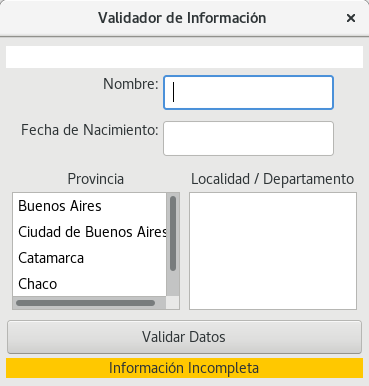 Validador de Información
Nombre:
Fecha de Nacimiento:
Provincia
Localidad / Departamento
Buenos Aires
Ciudad de Buenos Aires
Catamarca
Chaco
Validar Datos
Información Incompleta